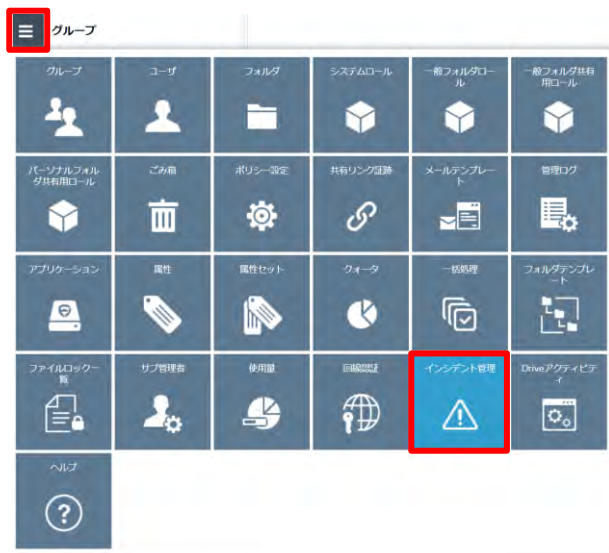 グループ
グループ
ユーザ
フォルダ
システムロール
一般フォルダロー
ル
一般フォルダ共有
用ロール
パーソナルフォル
ダ共有用ロール
ごみ箱
ポリシー設定
共有リンク証跡
メールテンプレー
ト
管理ログ
アプリケーション
属性
属性セット
クォータ
一括処理
フォルダテンプレ
ート
ファイルロック一
覧
サブ管理者
使用量
回線認証
インシデント管理
Driveアクティビテ
ィ
ヘルプ